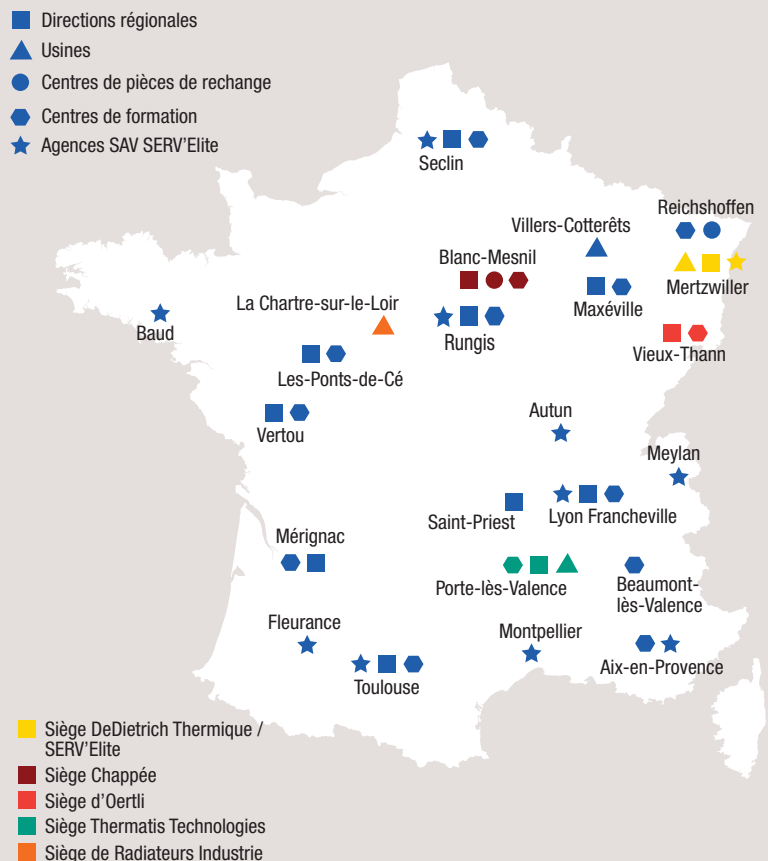 Directions régionales
Usines
Centres de pièces de rechange
Centres de formation
Agences SAV SERV'Elite
Seclin
Reichshoffen
Villers-Cotterêts
Blanc-Mesnil
Mertzwiller
La Chartre-sur-le-Loir
Maxéville
Baud
Rungis
Vieux-Thann
Les-Ponts-de-Cé
Autun
Vertou
Meylan
Saint-Priest
Lyon Francheville
Mérignac
Porte-lès-Valence
Beaumont-
lès-Valence
Fleurance
Montpellier
Aix-en-Provence
Toulouse
Siège DeDietrich Thermique /
SERV'Elite
Siège Chappée
Siège d'Oertli
Siège Thermatis Technologies
Siège de Radiateurs Industrie